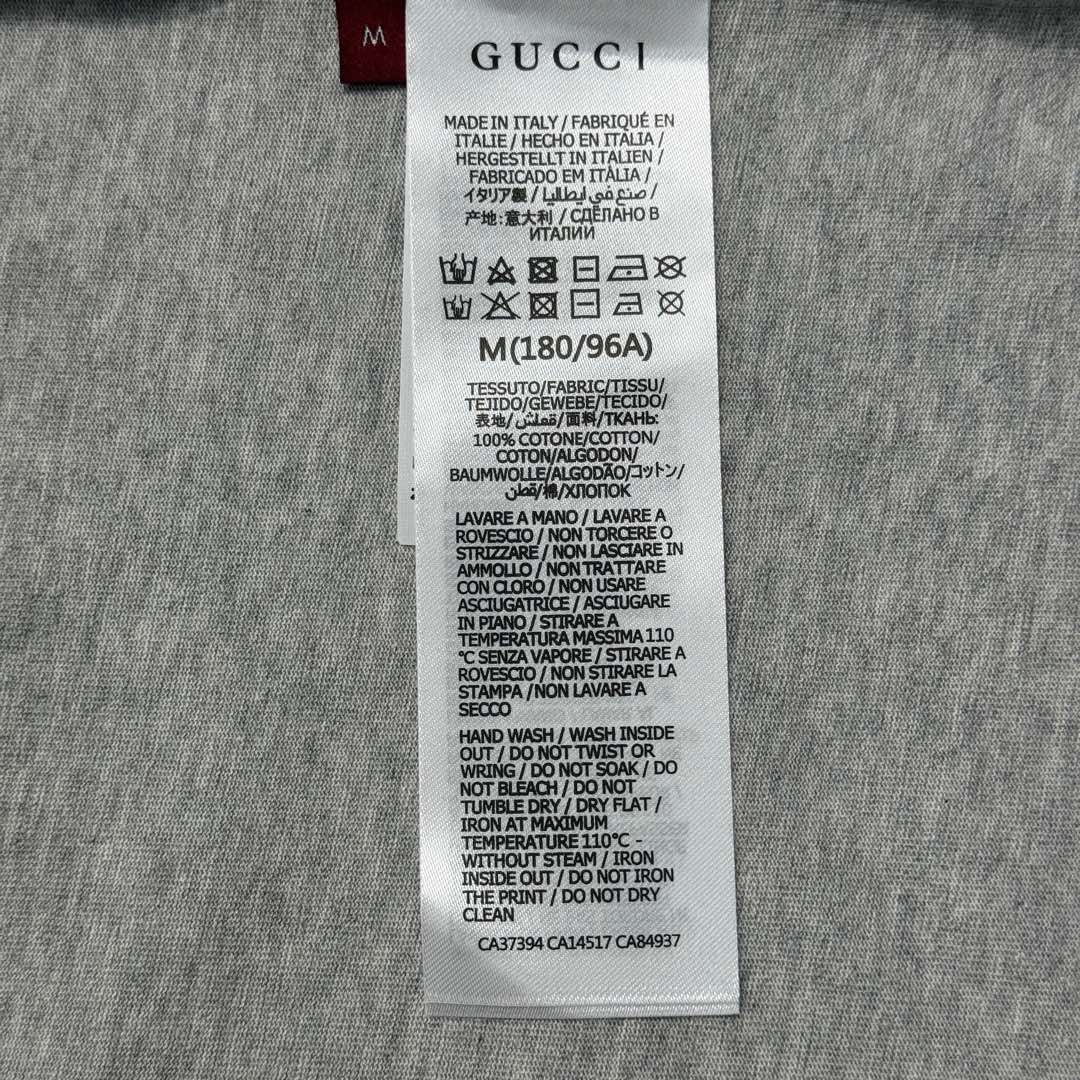 M
GUCCI
MADE IN ITALY / FABRIQUÉ EN
ITALIE / HECHO EN ITALIA /
HERGESTELLT IN ITALIEN /
FABRICADO EM ITÀLIA /
イタリア製 / صنع في ايطاليا /
产地:意大利 / СДЕЛАНО В
ИТАЛИИ
M(180/96A)
TESSUTO/FABRIC/TISSU/
TEJIDO/GEWEBE/TECIDO/
表地/قماش/面料/ТКАНЬ:
100% COTONE/COTTON/
COTON/ALGODON/
BAUMWOLLE/ALGODÃO/コットン/
قطن/棉/ХЛОПОК
LAVARE A MANO / LAVARE A
ROVESCIO / NON TORCERE O
STRIZZARE / NON LASCIARE IN
AMMOLLO / NON TRATTARE
CON CLORO / NON USARE
ASCIUGATRICE / ASCIUGARE
IN PIANO / STIRARE A
TEMPERATURA MASSIMA 110
°C SENZA VAPORE / STIRARE A
ROVESCIO / NON STIRARE LA
STAMPA / NON LAVARE A
SECCO
HAND WASH / WASH INSIDE
OUT / DO NOT TWIST OR
WRING / DO NOT SOAK / DO
NOT BLEACH / DO NOT
TUMBLE DRY / DRY FLAT /
IRON AT MAXIMUM
TEMPERATURE 110°C -
WITHOUT STEAM / IRON
INSIDE OUT / DO NOT IRON
THE PRINT / DO NOT DRY
CLEAN
CA37394 CA14517 CA84937